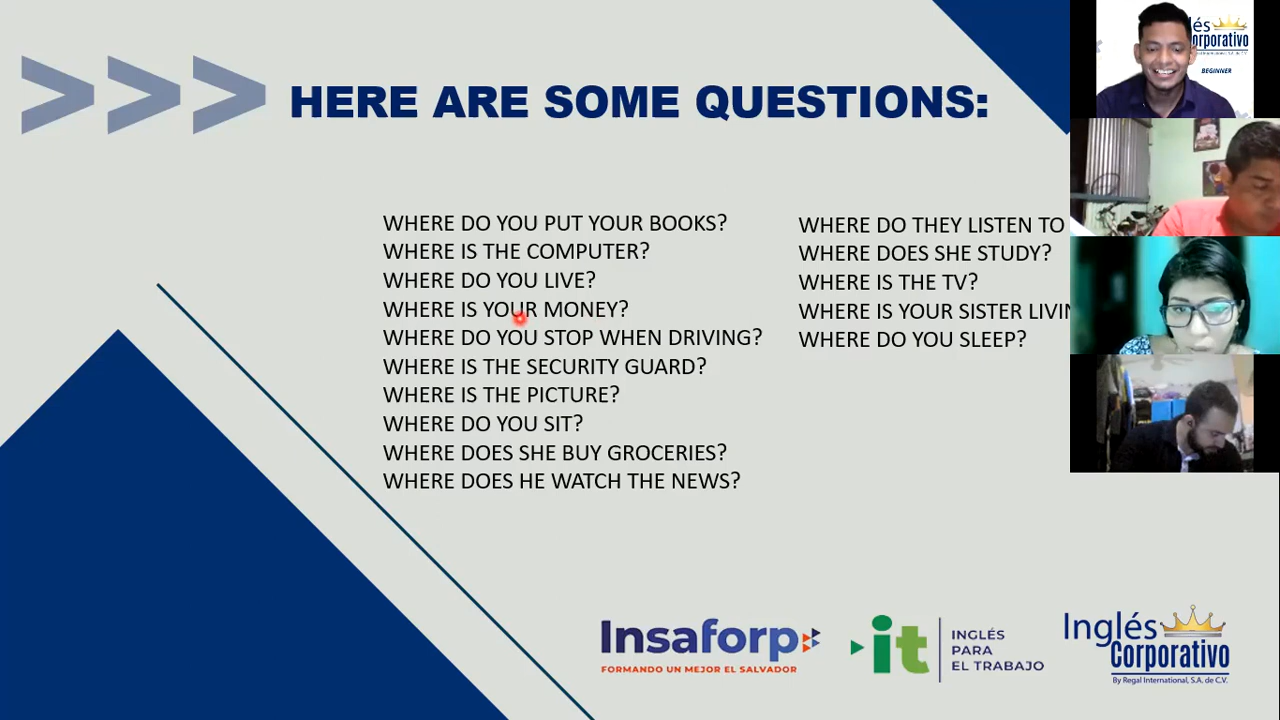 HERE ARE SOME QUESTIONS:
WHERE DO YOU PUT YOUR BOOKS?
WHERE IS THE COMPUTER?
WHERE DO YOU LIVE?
WHERE IS YOUR MONEY?
WHERE DO YOU STOP WHEN DRIVING?
WHERE IS THE SECURITY GUARD?
WHERE IS THE PICTURE?
WHERE DO YOU SIT?
WHERE DOES SHE BUY GROCERIES?
WHERE DOES HE WATCH THE NEWS?
WHERE DO THEY LISTEN TO
WHERE DOES SHE STUDY?
WHERE IS THE TV?
WHERE IS YOUR SISTER
WHERE DO YOU SLEEP?
BEGINNER
Insaforp
FORMANDO UN MEJOR EL SALVADOR
it
INGLÉS
PARA
EL TRABAJO
Inglés
Corporativo
By Regal International, S.A. de C.V.